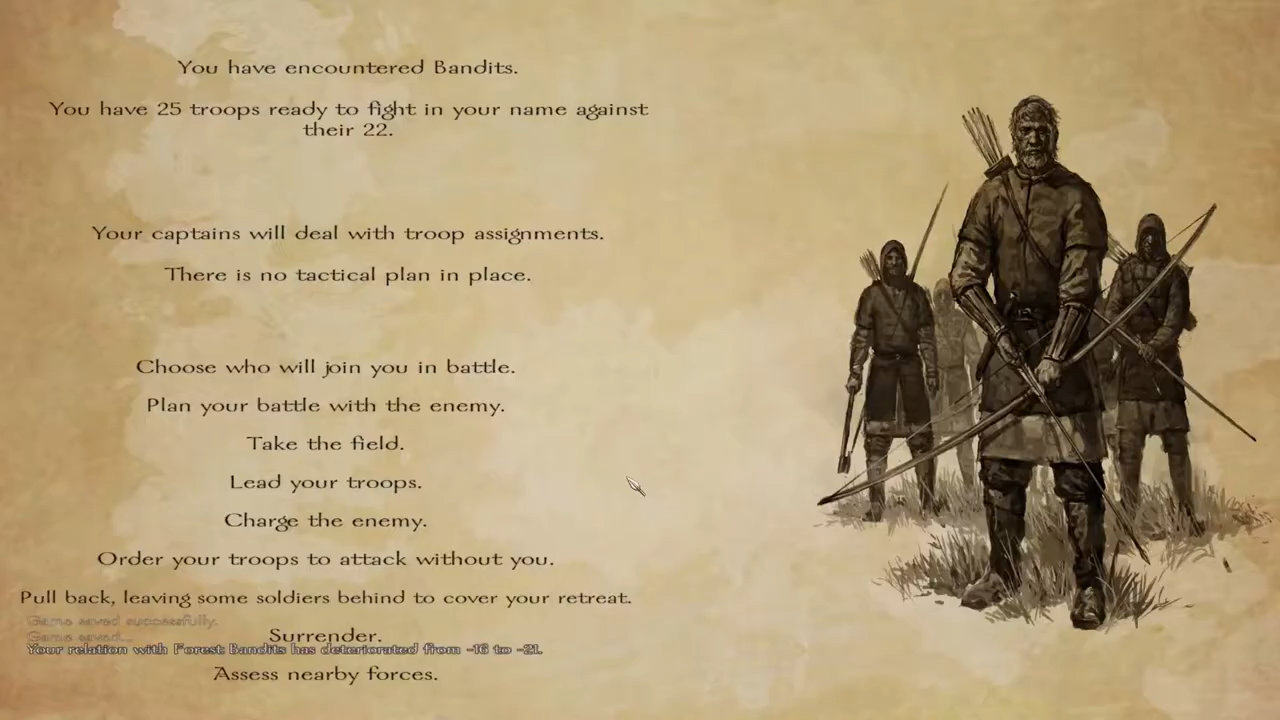 You have encountered Bandits.
You have 25 troops ready to fight in your name against
their 22.
Your captains will deal with troop assignments.
There is no tactical plan in place.
Choose who will join you in battle.
Plan your battle with the enemy.
Take the field.
Lead your troops.
Charge the enemy.
Order your troops to attack without you.
Pull back, leaving some soldiers behind to cover your retreat.
Game saved successfully.
Game saved...
Surrender.
Your relation with Forest Bandits has deteriorated from -16 to -21.
Assess nearby forces.